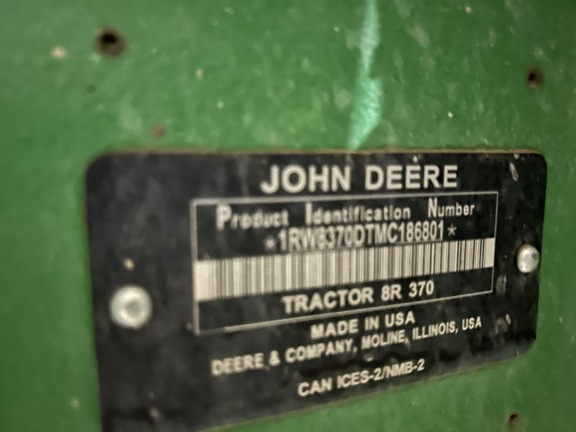 JOHN DEERE
Product Identification Number
*1RW8370DTMC186801*
TRACTOR 8R 370
MADE IN USA
DEERE & COMPANY, MOLINE, ILLINOIS, USA
CAN ICES-2/NMB-2